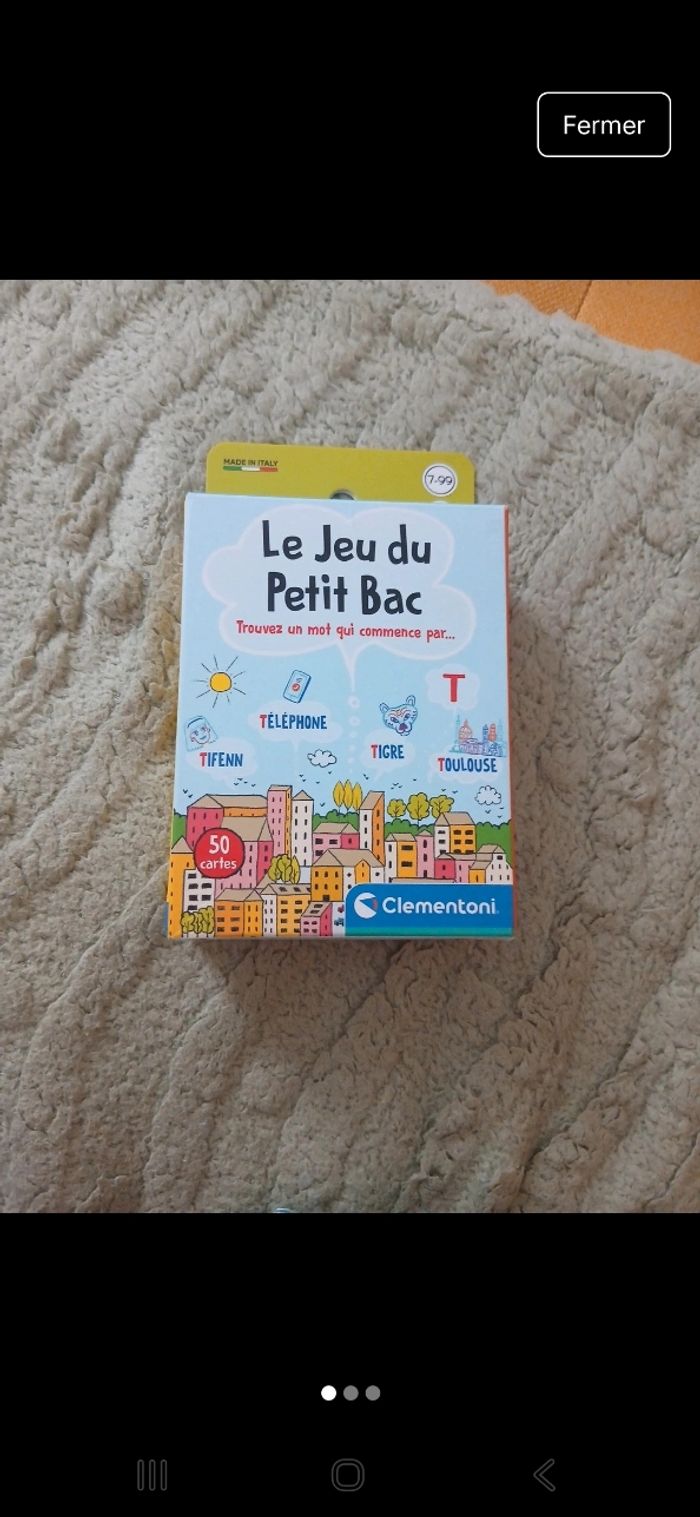 Fermer
MADE IN ITALY
7-99
Le Jeu du
Petit Bac
Trouvez un mot qui commence par...
T
TÉLÉPHONE
TIGRE
TIFENN
TOULOUSE
50
cartes
Clementoni